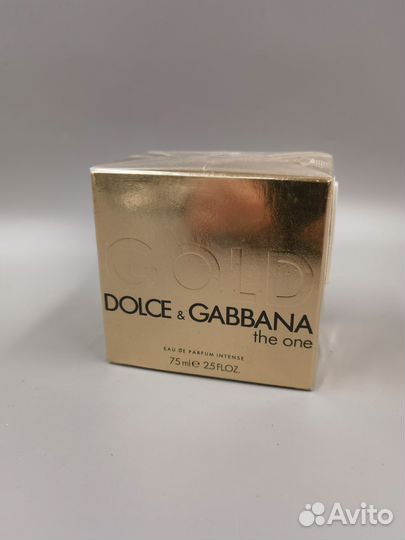 GOLD
DOLCE & GABBANA
the one
EAU DE PARFUM INTENSE
75 ml e 2.5 FL.OZ.
Avito